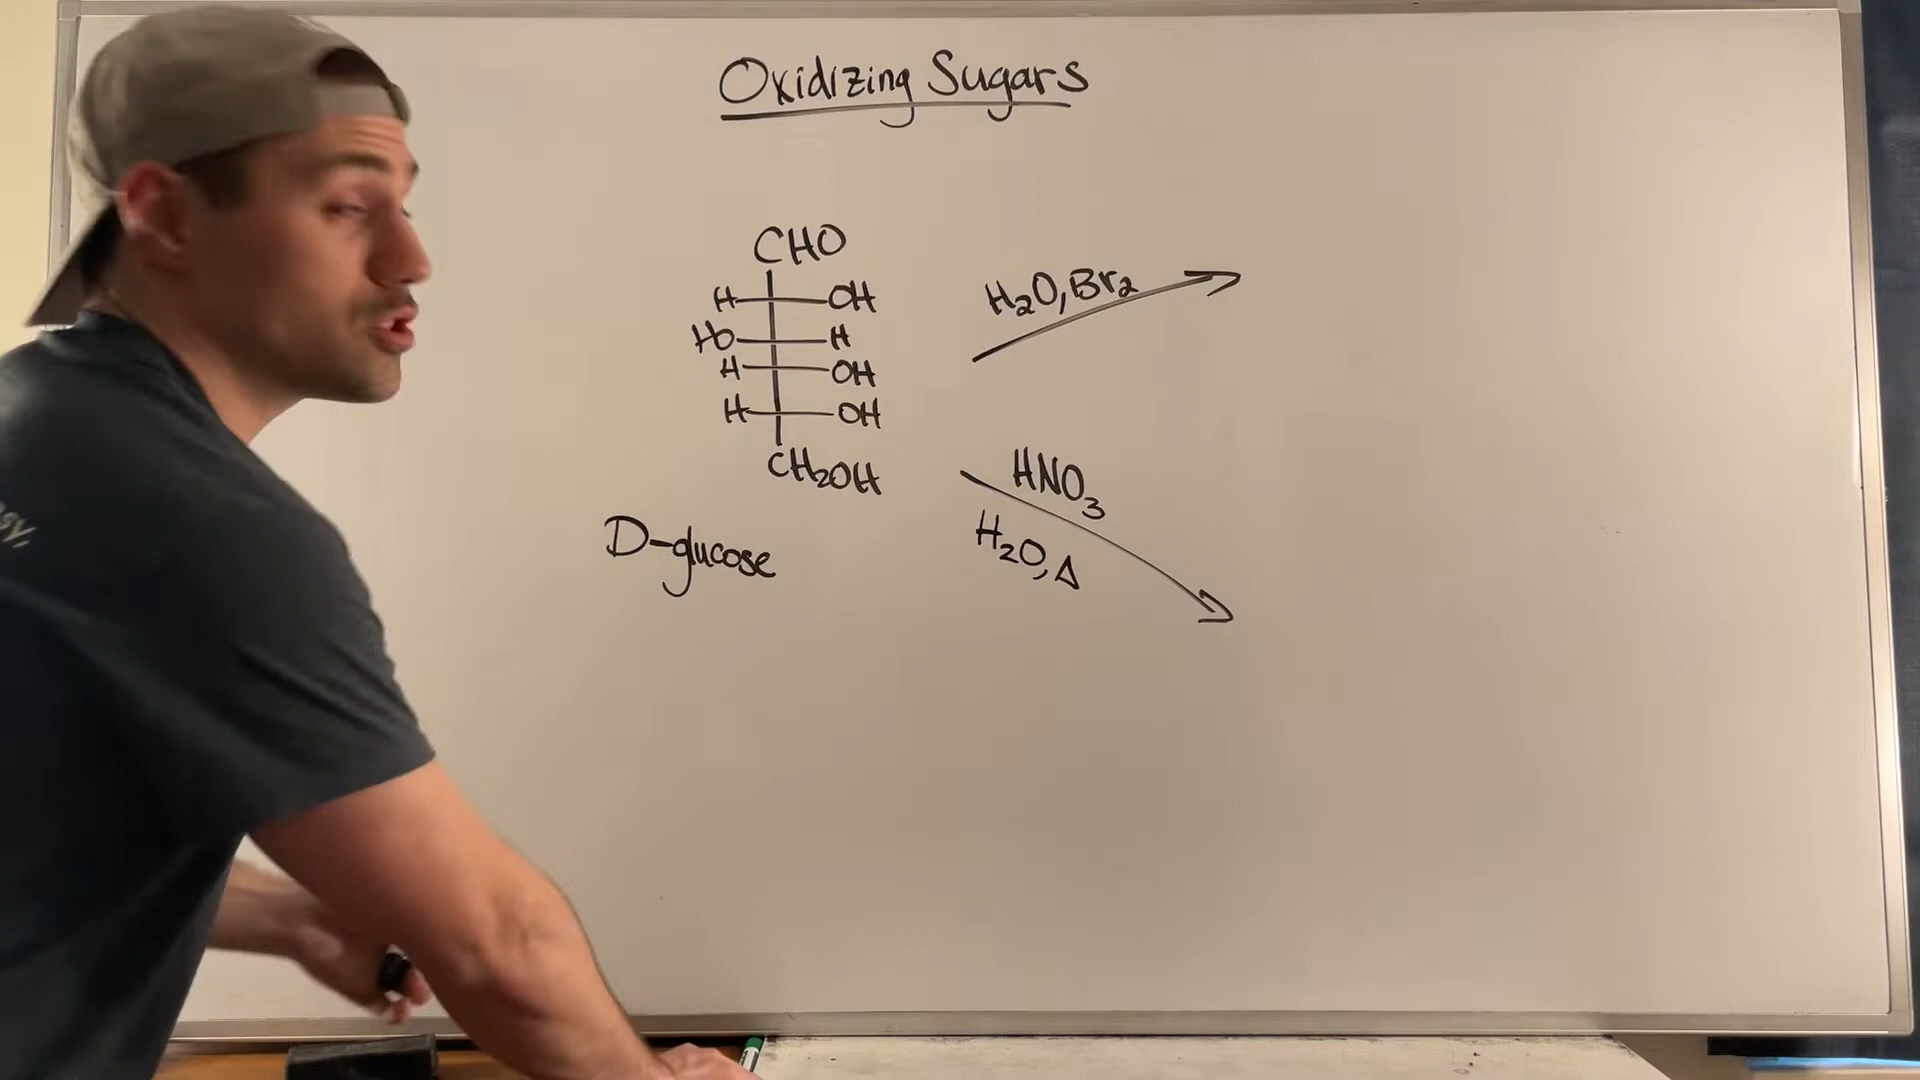 Oxidizing Sugars
CHO
H OH
HO H
H OH
H OH
CH₂OH
D-glucose
H₂O, Br₂
HNO₃
H₂O, Δ